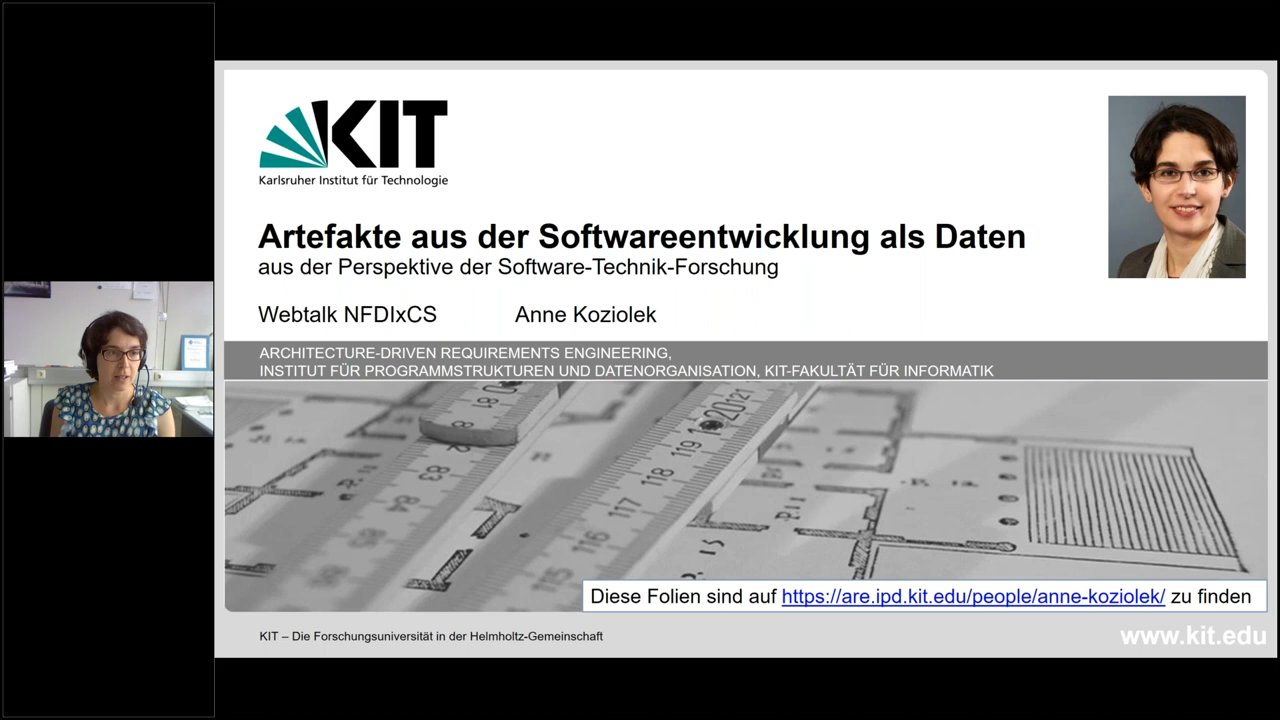 KIT
Karlsruher Institut für Technologie
Artefakte aus der Softwareentwicklung als Daten
aus der Perspektive der Software-Technik-Forschung
Webtalk NFDIxCS Anne Koziolek
ARCHITECTURE-DRIVEN REQUIREMENTS ENGINEERING,
INSTITUT FÜR PROGRAMMSTRUKTUREN UND DATENORGANISATION, KIT-FAKULTÄT FÜR INFORMATIK
Diese Folien sind auf https://are.ipd.kit.edu/people/anne-koziolek/ zu finden
KIT – Die Forschungsuniversität in der Helmholtz-Gemeinschaft
www.kit.edu